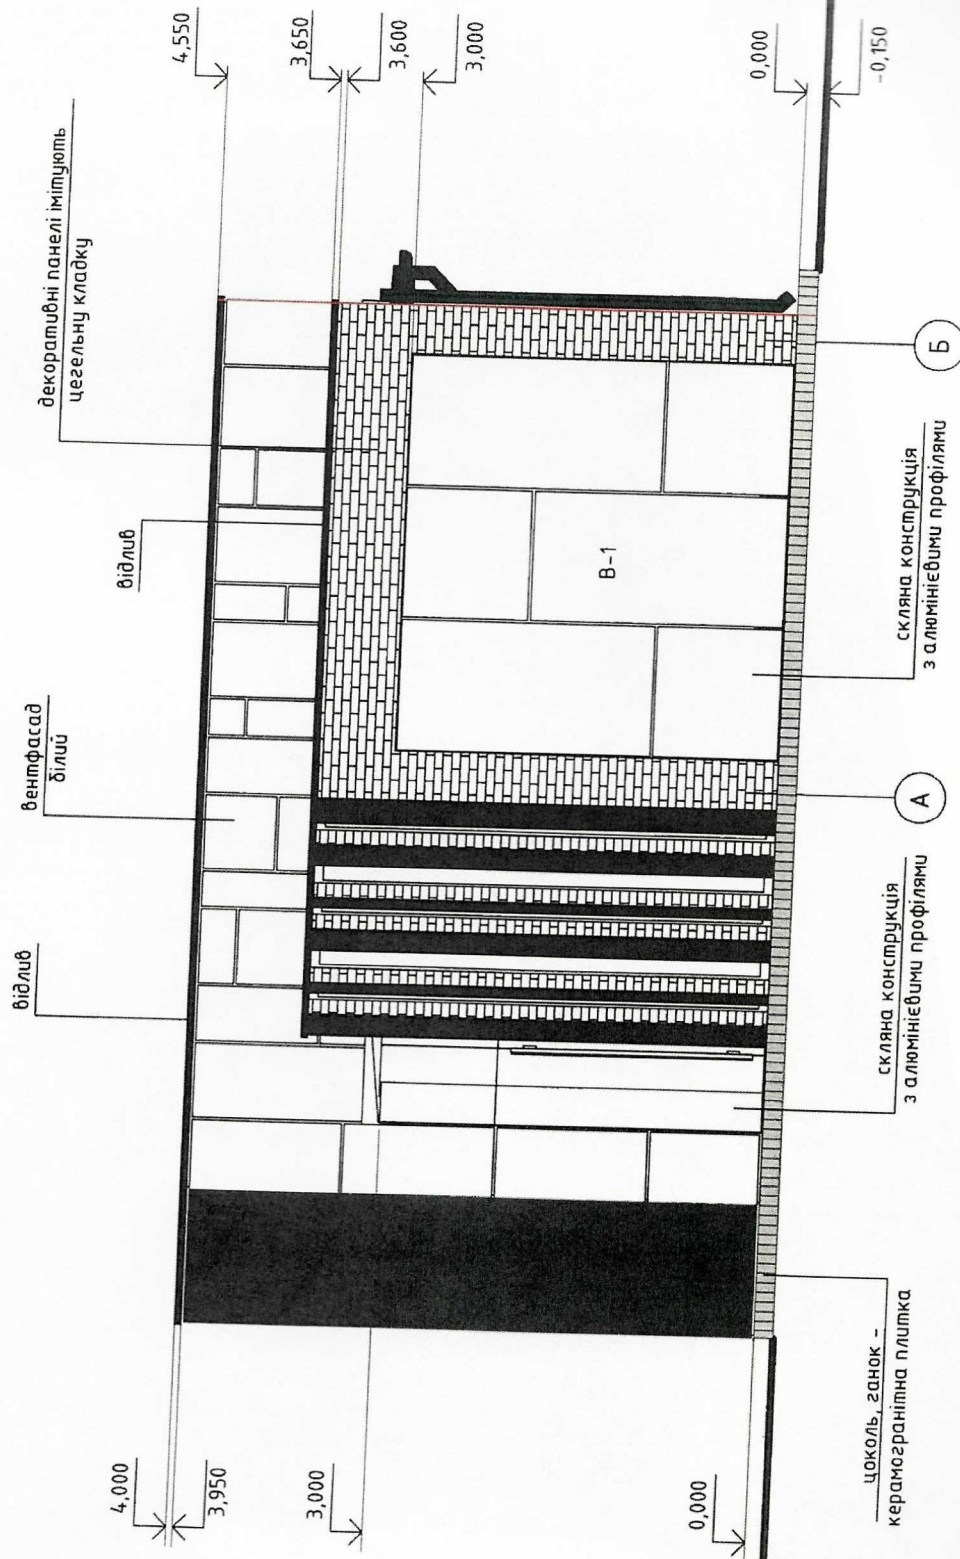 4,000
3,950
3,000
0,000
відлив
вентфасад
білий
відлив
декоративні панелі імітують
цегельну кладку
4,550
3,650
3,600
3,000
0,000
-0,150
В-1
цоколь, ганок -
керамогранітна плитка
скляна конструкція
з алюмінієвими профілями
А
скляна конструкція
з алюмінієвими профілями
Б